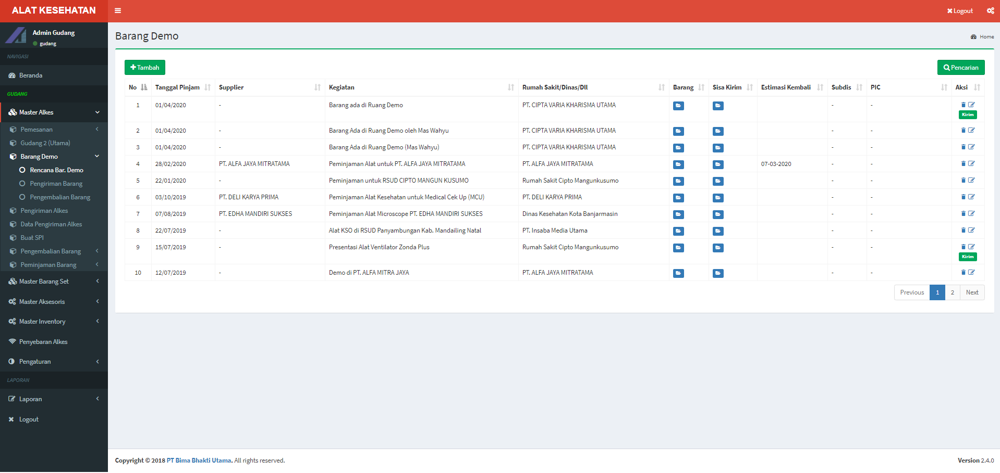 ALAT KESEHATAN
Logout
Admin Gudang
gudang
NAVIGASI
Beranda
GUDANG
Master Alkes
Pemesanan
Gudang 2 (Utama)
Barang Demo
Rencana Bar. Demo
Pengiriman Barang
Pengembalian Barang
Pengiriman Alkes
Data Pengiriman Alkes
Buat SPI
Pengembalian Barang
Peminjaman Barang
Master Barang Set
Master Aksesoris
Master Inventory
Penyebaran Alkes
Pengaturan
LAPORAN
Laporan
Logout
Barang Demo
Home
Tambah
Pencarian
No Tanggal Pinjam Supplier Kegiatan Rumah Sakit/Dinas/Dll Barang Sisa Kirim Estimasi Kembali Subdis PIC Aksi
1 01/04/2020 - Barang ada di Ruang Demo PT. CIPTA VARIA KHARISMA UTAMA - -
Kirim
2 01/04/2020 - Barang Ada di Ruang Demo oleh Mas Wahyu PT. CIPTA VARIA KHARISMA UTAMA - -
3 01/04/2020 - Barang Ada di Ruang Demo (Mas Wahyu) PT. CIPTA VARIA KHARISMA UTAMA - -
4 28/02/2020 PT. ALFA JAYA MITRATAMA Peminjaman Alat untuk PT. ALFA JAYA MITRATAMA PT. ALFA JAYA MITRATAMA 07-03-2020 - -
5 22/01/2020 - Peminjaman untuk RSUD CIPTO MANGUN KUSUMO Rumah Sakit Cipto Mangunkusumo - -
6 03/10/2019 PT. DELI KARYA PRIMA Peminjaman Alat Kesehatan untuk Medical Cek Up (MCU) PT. DELI KARYA PRIMA - -
7 07/08/2019 PT. EDHA MANDIRI SUKSES Peminjaman Alat Microscope PT. EDHA MANDIRI SUKSES Dinas Kesehatan Kota Banjarmasin - -
8 22/07/2019 - Alat KSO di RSUD Panyambungan Kab. Mandailing Natal PT. Insaba Media Utama - -
9 15/07/2019 - Presentasi Alat Ventilator Zonda Plus Rumah Sakit Cipto Mangunkusumo - -
Kirim
10 12/07/2019 - Demo di PT. ALFA MITRA JAYA PT. ALFA JAYA MITRATAMA - -
Previous 1 2 Next
Copyright © 2018 PT Bima Bhakti Utama. All rights reserved.
Version 2.4.0